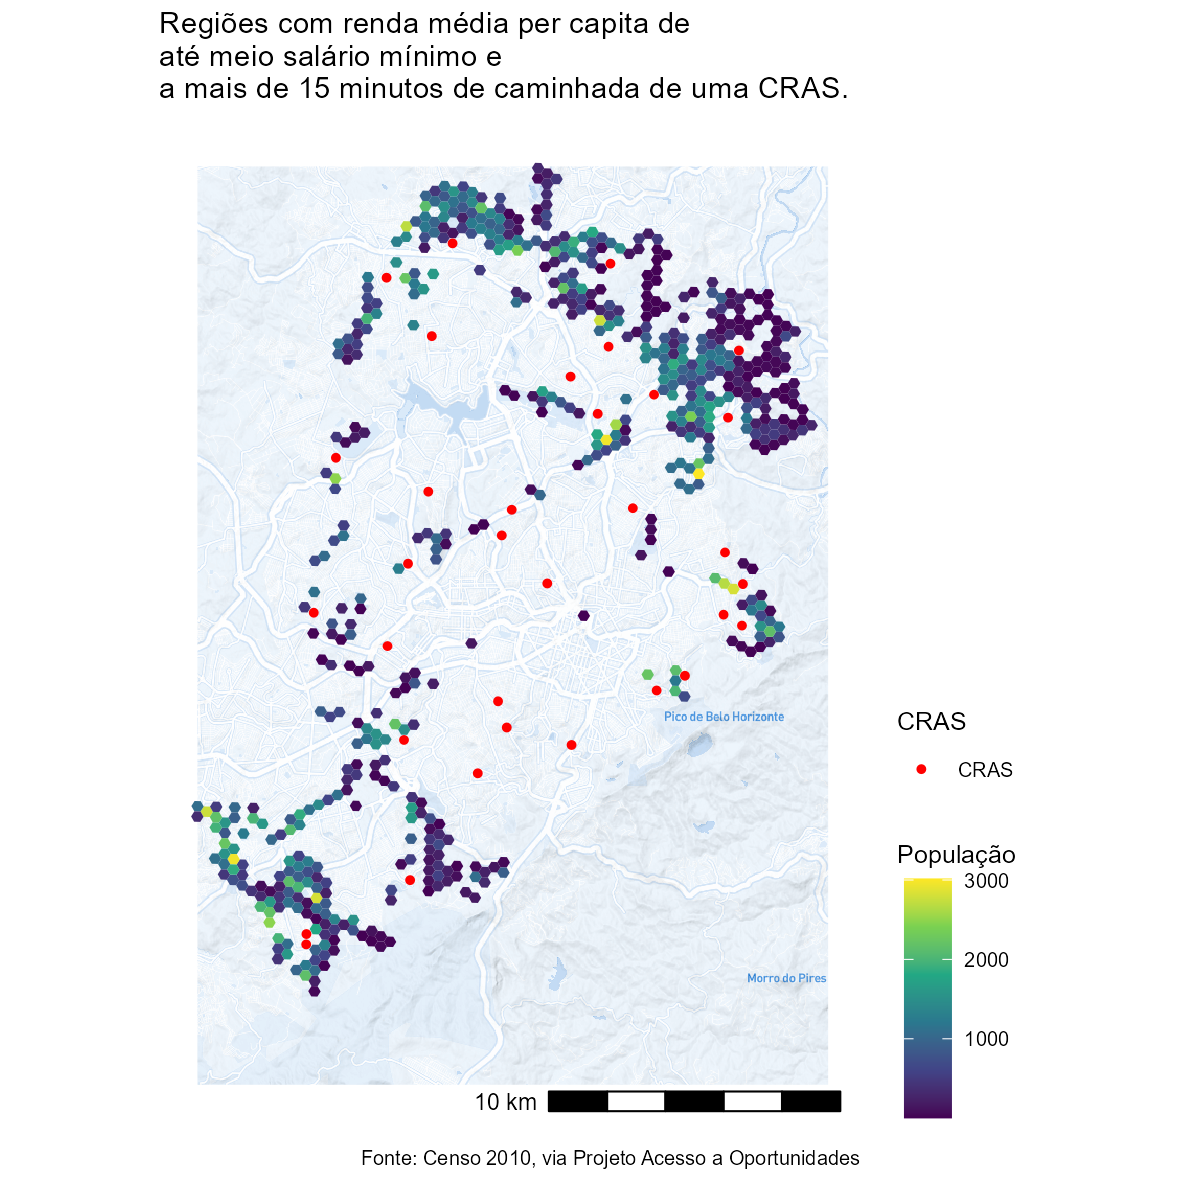 Regiões com renda média per capita de
até meio salário mínimo e
a mais de 15 minutos de caminhada de uma CRAS.
Pico de Belo Horizonte
CRAS
CRAS
População
3000
2000
1000
Morro do Pires
10 km
Fonte: Censo 2010, via Projeto Acesso a Oportunidades